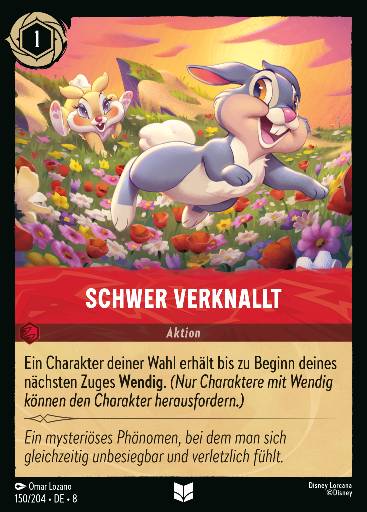 1
SCHWER VERKNALLT
Aktion
Ein Charakter deiner Wahl erhält bis zu Beginn deines
nächsten Zuges Wendig. (Nur Charaktere mit Wendig
können den Charakter herausfordern.)
Ein mysteriöses Phänomen, bei dem man sich
gleichzeitig unbesiegbar und verletzlich fühlt.
Omar Lozano
Disney Lorcana
150/204 • DE • 8
©Disney